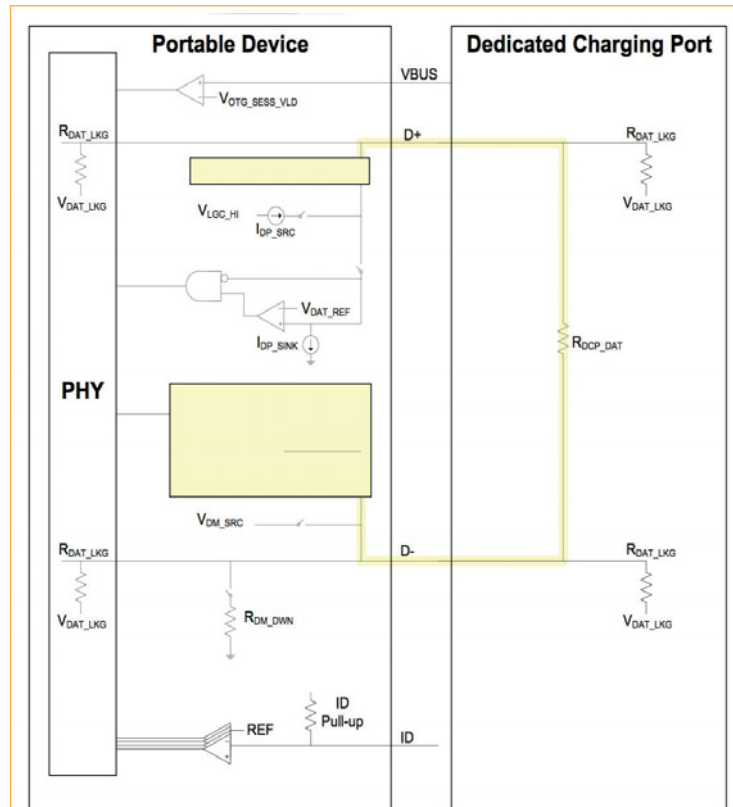 Portable Device
Dedicated Charging Port
VBUS
VOTG_SESS_VLD
RDAT_LKG
D+
RDAT_LKG
VDAT_LKG
VDAT_LKG
VLGC_HI
IDP_SRC
VDAT_REF
IDP_SINK
RDCP_DAT
PHY
VDM_SRC
RDAT_LKG
D-
RDAT_LKG
VDAT_LKG
VDAT_LKG
RDM_DWN
ID
Pull-up
REF
ID